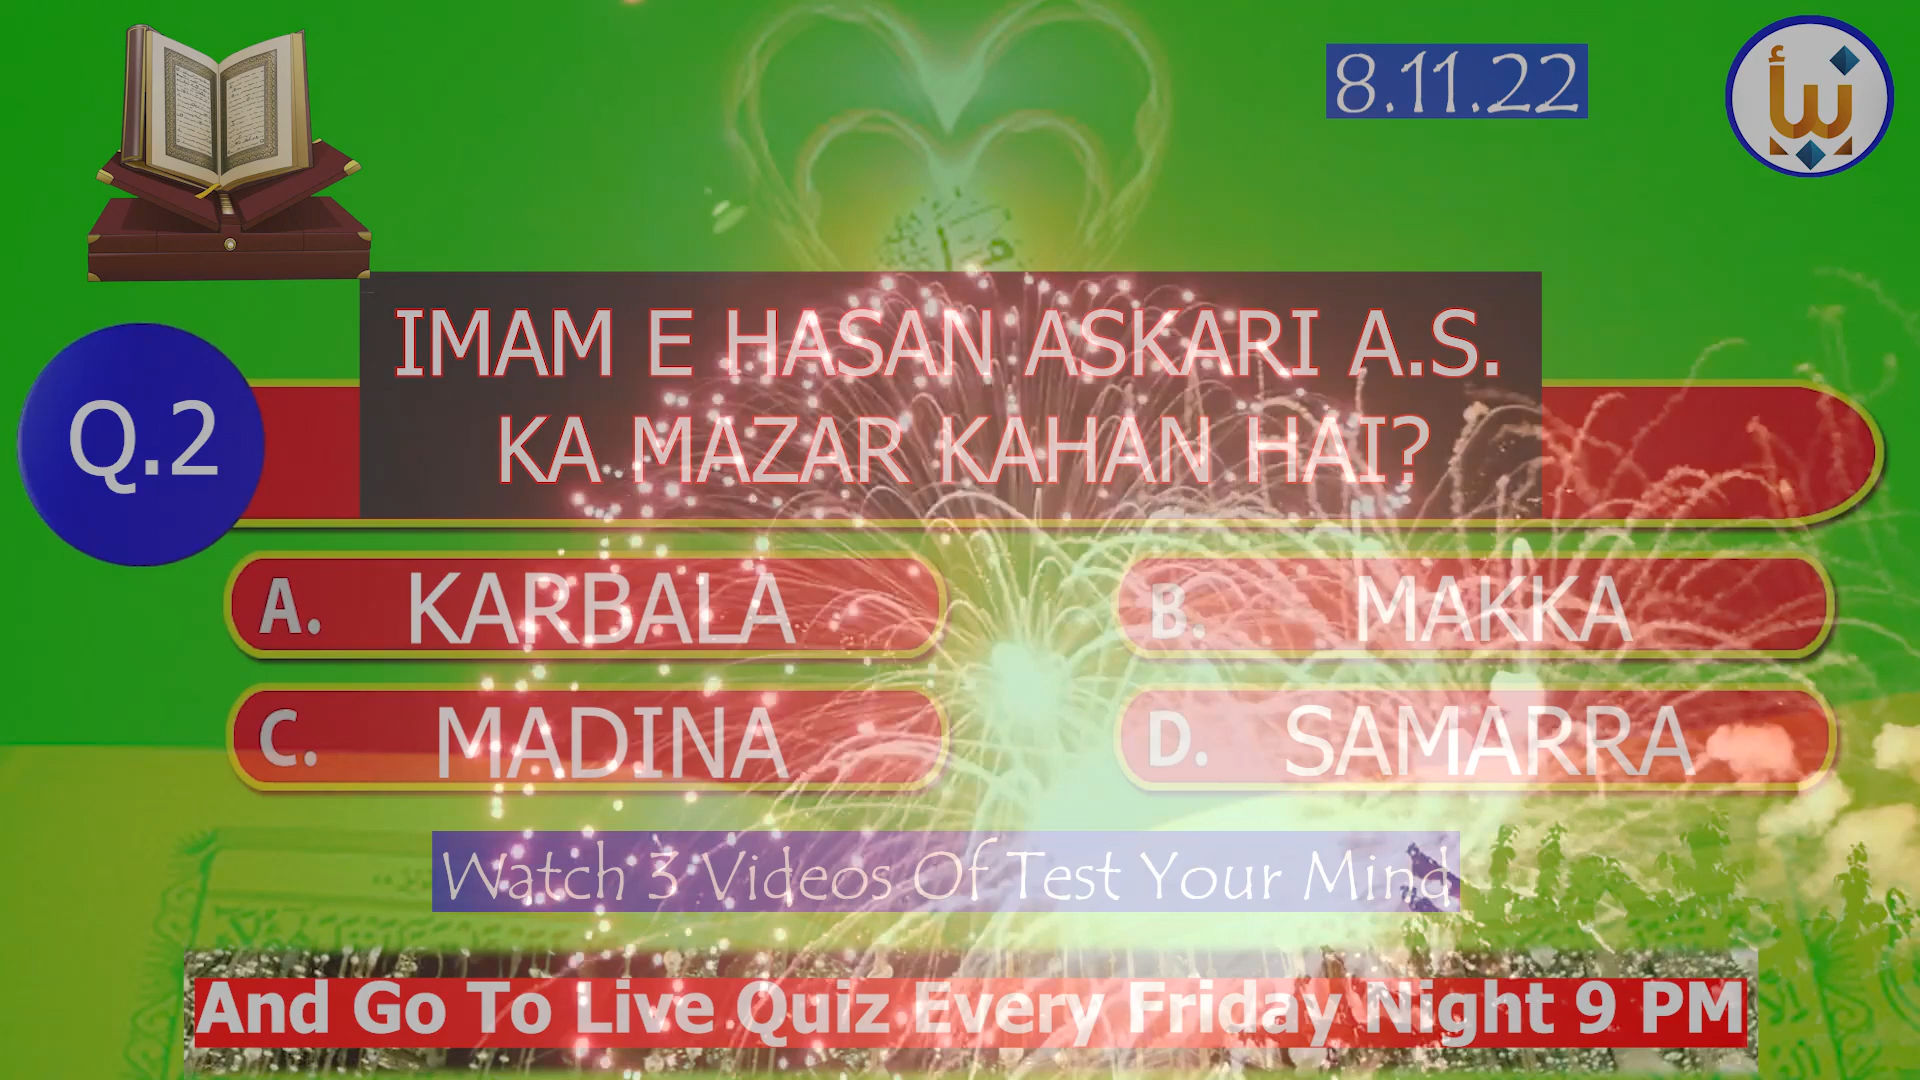 8.11.22
نبأ
Q.2
IMAM E HASAN ASKARI A.S.
KA MAZAR KAHAN HAI?
A. KARBALA
B. MAKKA
C. MADINA
D. SAMARRA
Watch 3 Videos Of Test Your Mind
And Go To Live Quiz Every Friday Night 9 PM